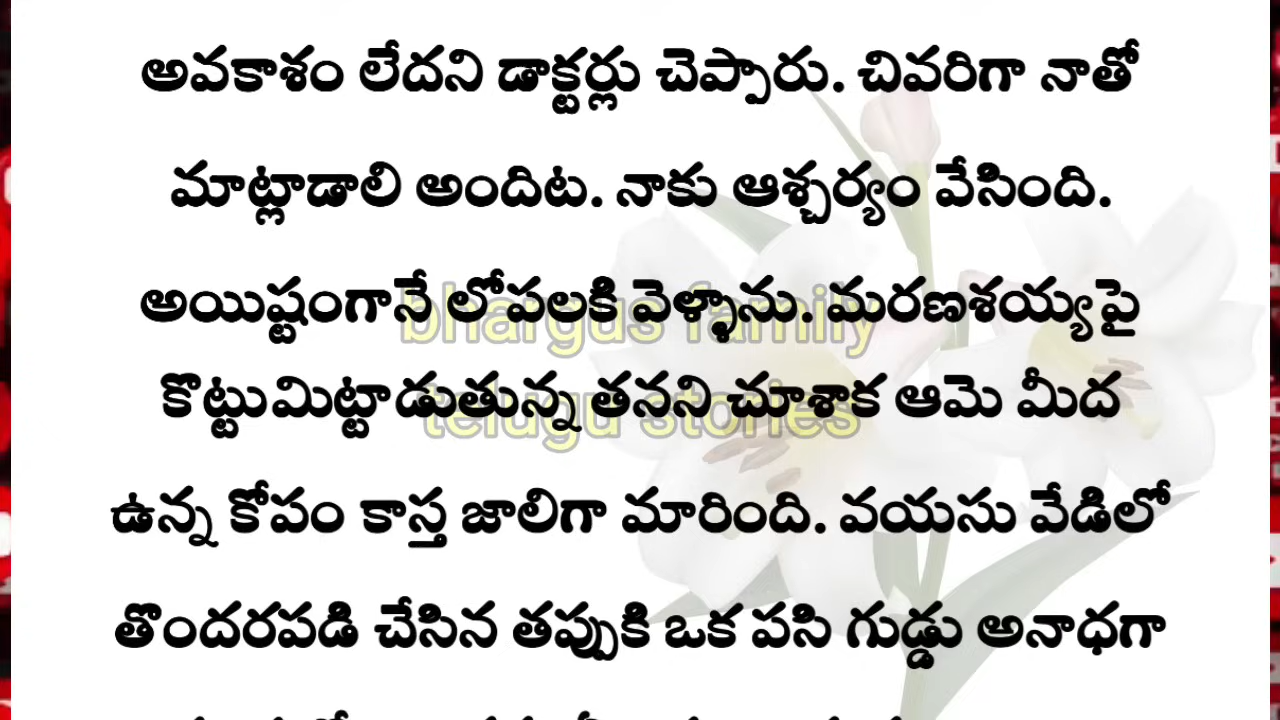 అవకాశం లేదని డాక్టర్లు చెప్పారు. చివరిగా నాతో
మాట్లాడాలి అందిట. నాకు ఆశ్చర్యం వేసింది.
అయిష్టంగానే లోపలకి వెళ్ళాను. మరణశయ్యపై
bhargus family
కొట్టుమిట్టాడుతున్న తనని చూశాక ఆమె మీద
telugu stories
ఉన్న కోపం కాస్త జాలిగా మారింది. వయసు వేడిలో
తొందరపడి చేసిన తప్పుకి ఒక పసి గుడ్డు అనాధగా